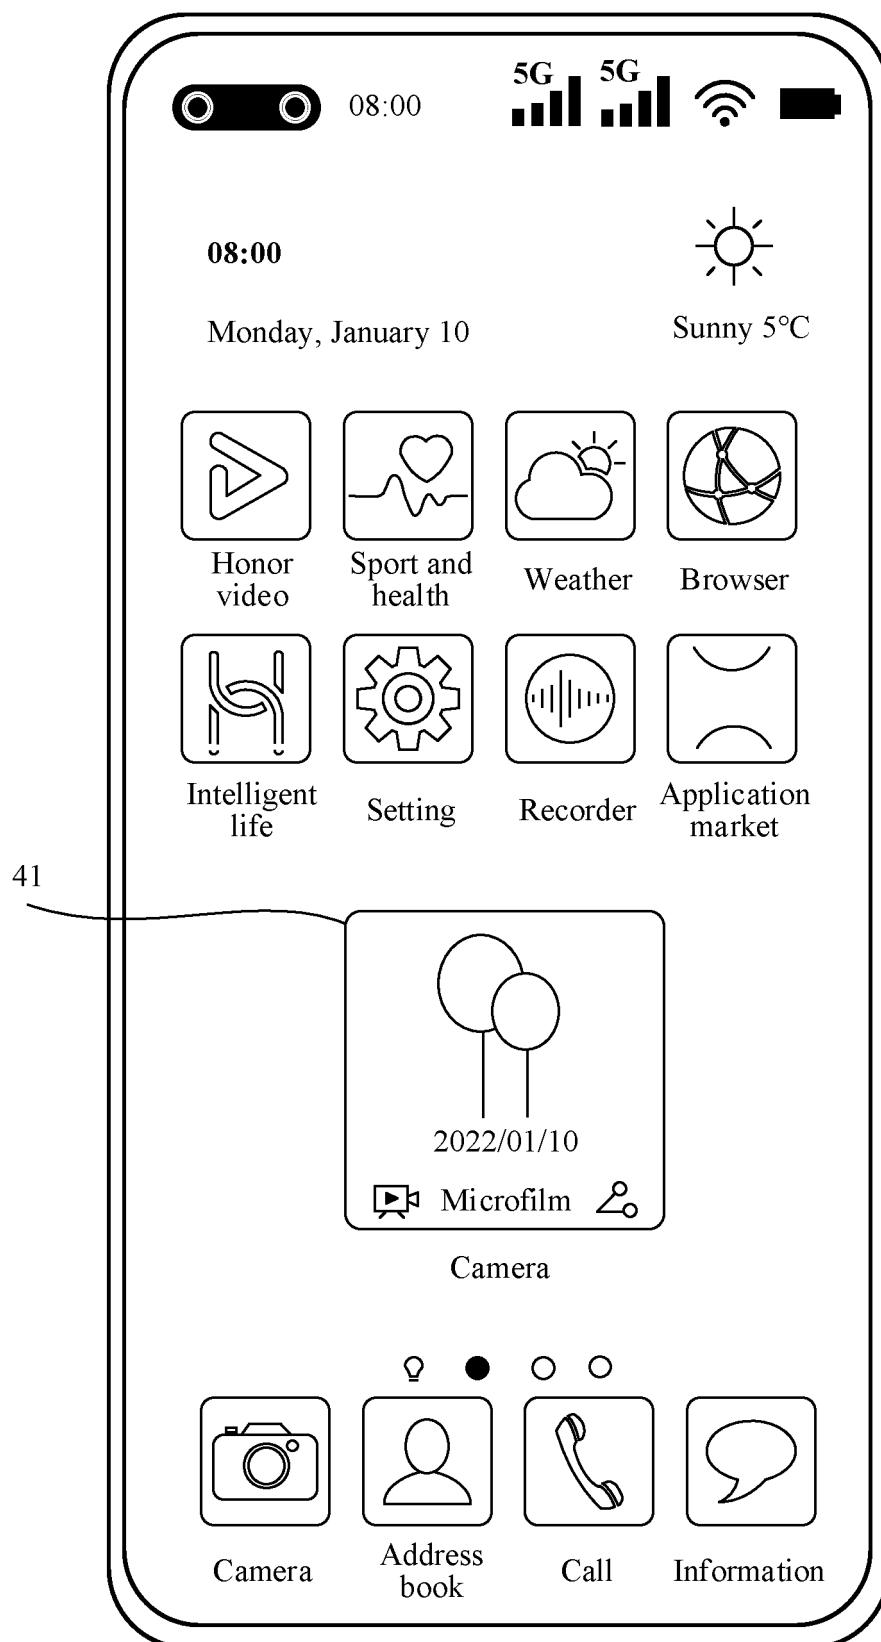 5G 5G
08:00
08:00
Monday, January 10
Sunny 5°C
Honor
video
Sport and
health
Weather
Browser
Intelligent
life
Setting
Recorder
Application
market
41
2022/01/10
Microfilm
Camera
Camera
Address
book
Call
Information